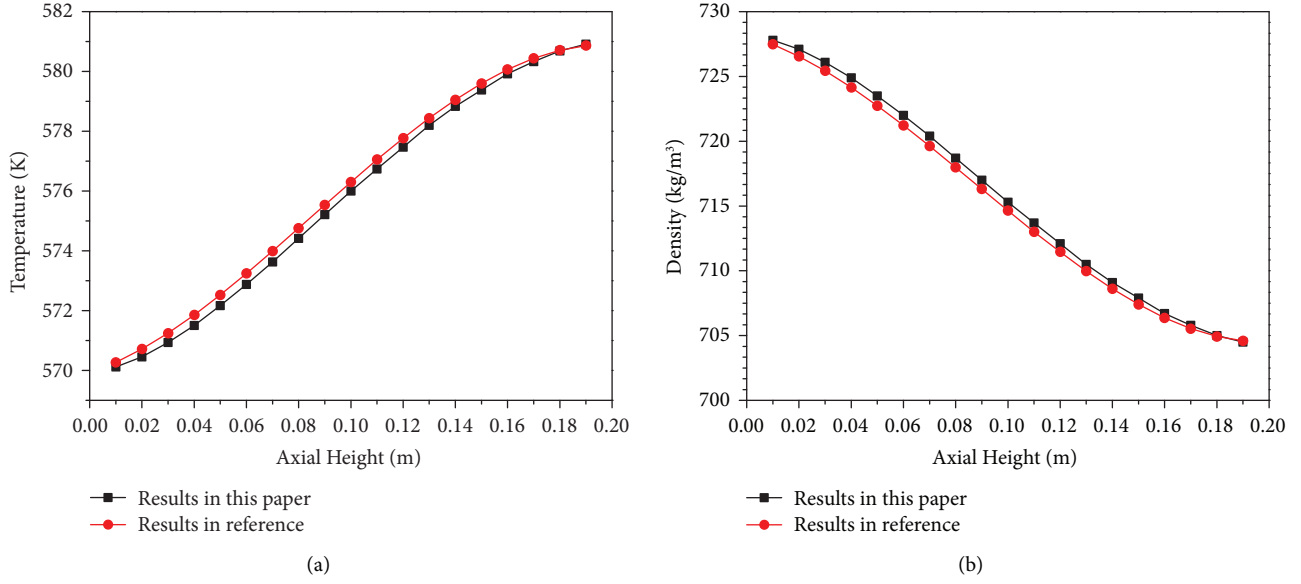 582
580
578
576
574
572
570
Temperature (K)
0.00 0.02 0.04 0.06 0.08 0.10 0.12 0.14 0.16 0.18 0.20
Axial Height (m)
Results in this paper
Results in reference
(a)
730
725
720
715
710
705
700
Density (kg/m³)
0.00 0.02 0.04 0.06 0.08 0.10 0.12 0.14 0.16 0.18 0.20
Axial Height (m)
Results in this paper
Results in reference
(b)